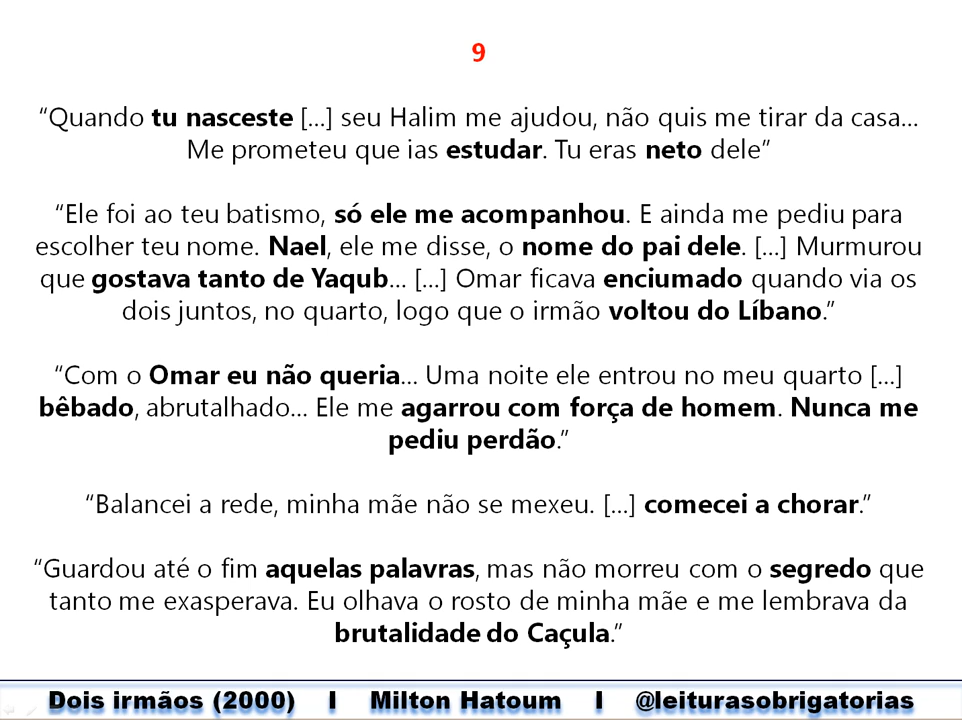 9
“Quando tu nasceste [...] seu Halim me ajudou, não quis me tirar da casa...
Me prometeu que ias estudar. Tu eras neto dele”
“Ele foi ao teu batismo, só ele me acompanhou. E ainda me pediu para
escolher teu nome. Nael, ele me disse, o nome do pai dele. [...] Murmurou
que gostava tanto de Yaqub... [...] Omar ficava enciumado quando via os
dois juntos, no quarto, logo que o irmão voltou do Líbano.”
“Com o Omar eu não queria... Uma noite ele entrou no meu quarto [...]
bêbado, abrutalhado... Ele me agarrou com força de homem. Nunca me
pediu perdão.”
“Balancei a rede, minha mãe não se mexeu. [...] comecei a chorar.”
“Guardou até o fim aquelas palavras, mas não morreu com o segredo que
tanto me exasperava. Eu olhava o rosto de minha mãe e me lembrava da
brutalidade do Caçula.”
Dois irmãos (2000) I Milton Hatoum I @leiturasobrigatorias